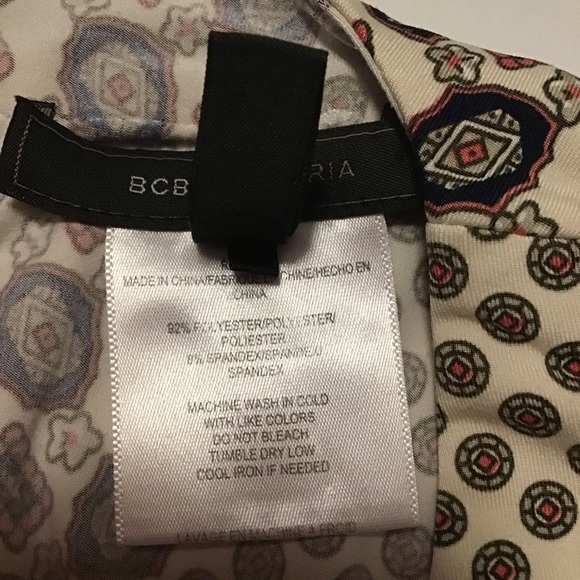 BCB RIA
MADE IN CHINA/FABRIQUE CHINE/HECHO EN
CHINA
92% POLYESTER/POLYESTER/
POLIESTER
8% SPANDEX/SPANDEX/
SPANDEX
MACHINE WASH IN COLD
WITH LIKE COLORS
DO NOT BLEACH
TUMBLE DRY LOW
COOL IRON IF NEEDED
LAVAGE EN MACHINE A FROID